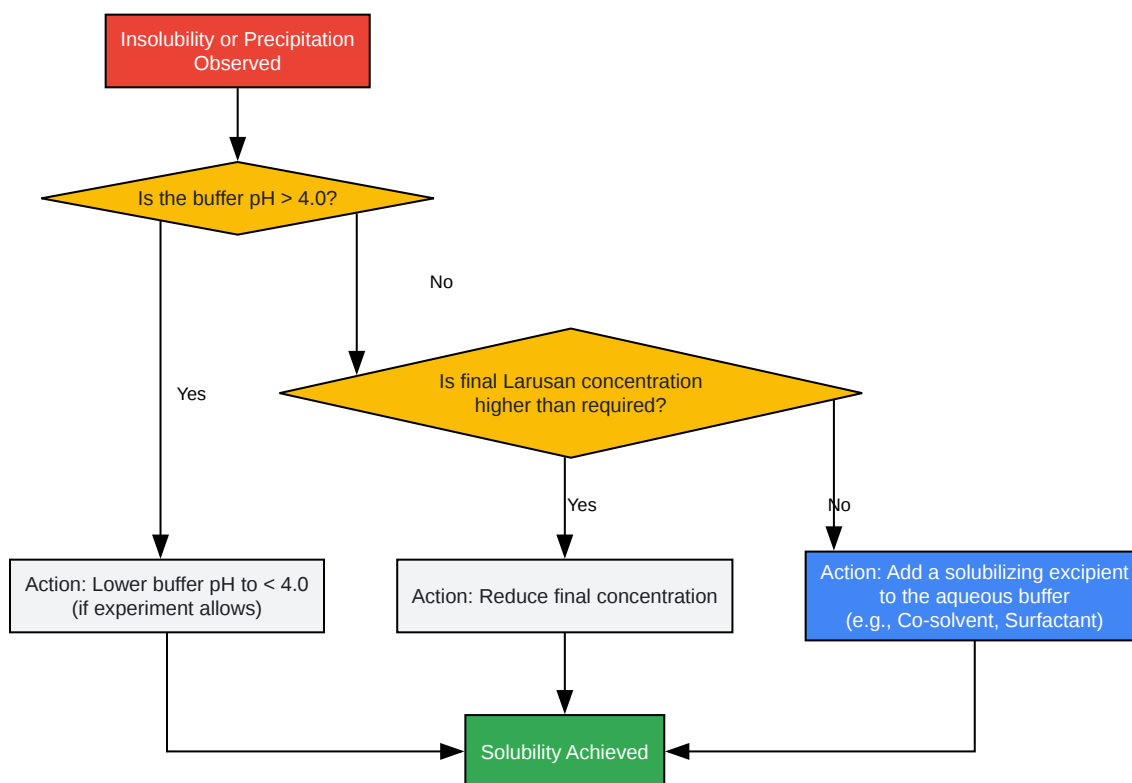 Insolubility or Precipitation
Observed
Is the buffer pH > 4.0?
No
Is final Larusan concentration
higher than required?
Yes
Yes
No
Action: Lower buffer pH to < 4.0
(if experiment allows)
Action: Reduce final concentration
Action: Add a solubilizing excipient
to the aqueous buffer
(e.g., Co-solvent, Surfactant)
Solubility Achieved